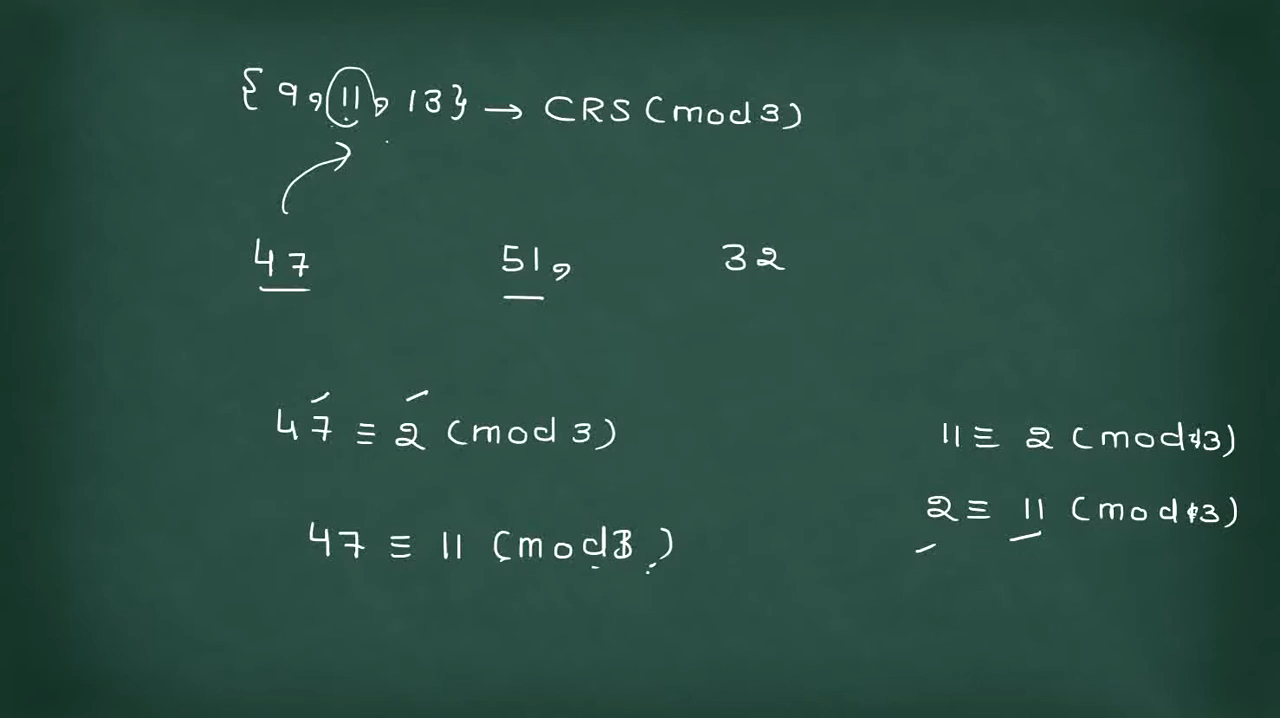 { 9, 11, 13} → CRS (mod 3)
47 51, 32
47 ≡ 2 (mod 3)
11 ≡ 2 (mod 3)
2 ≡ 11 (mod 3)
47 ≡ 11 (mod 3)